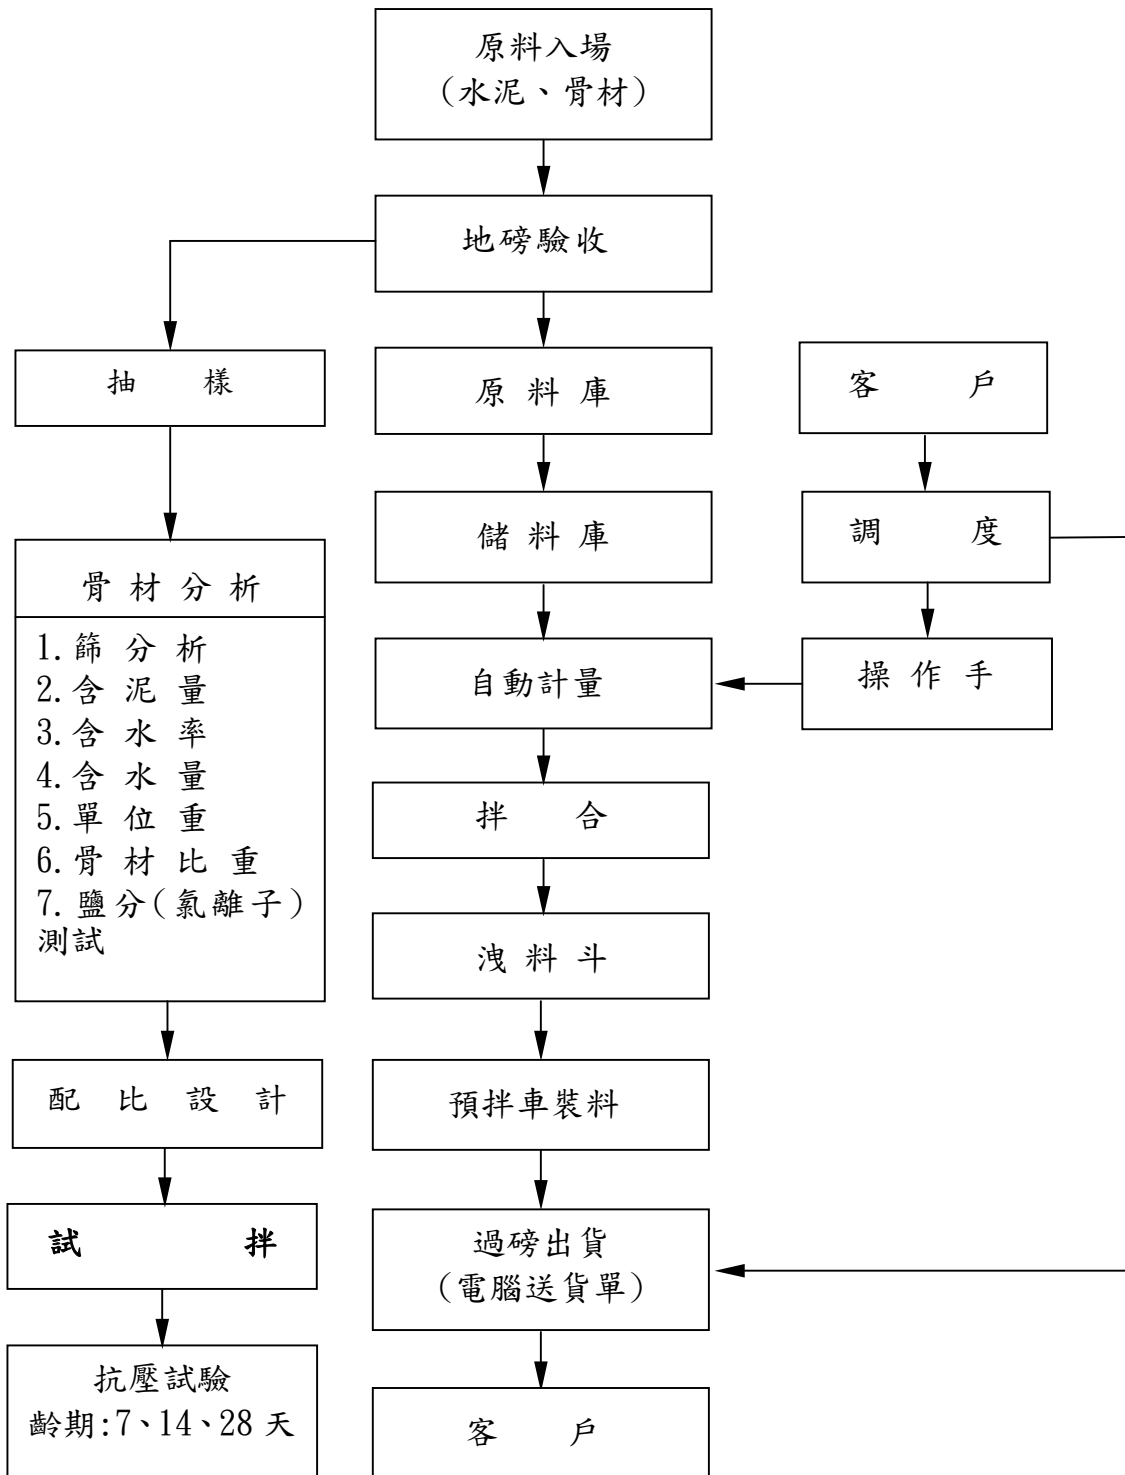 原料入場
(水泥、骨材)
地磅驗收
抽 樣
原 料 庫
客 戶
儲 料 庫
調 度
骨 材 分 析
1. 篩 分 析
2. 含 泥 量
3. 含 水 率
4. 含 水 量
5. 單 位 重
6. 骨 材 比 重
7. 鹽分(氯離子)
測試
自動計量
操 作 手
拌 合
洩 料 斗
配 比 設 計
預拌車裝料
試 拌
過磅出貨
(電腦送貨單)
抗壓試驗
齡期:7、14、28 天
客 戶